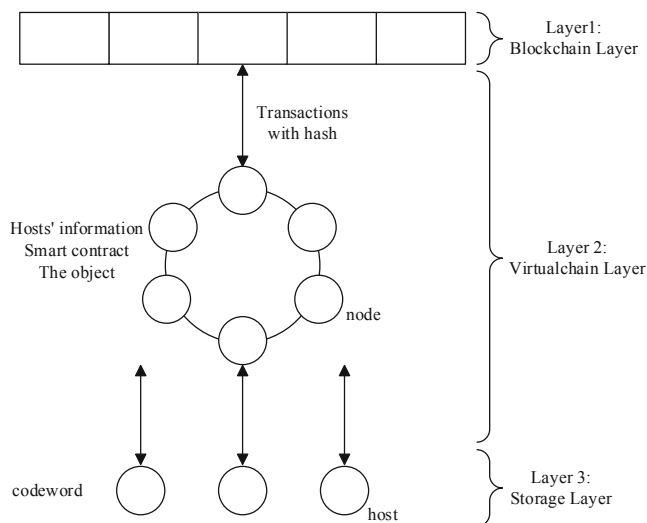 Layer1:
Blockchain Layer
Transactions
with hash
Hosts' information
Smart contract
The object
node
Layer 2:
Virtualchain Layer
codeword
host
Layer 3:
Storage Layer